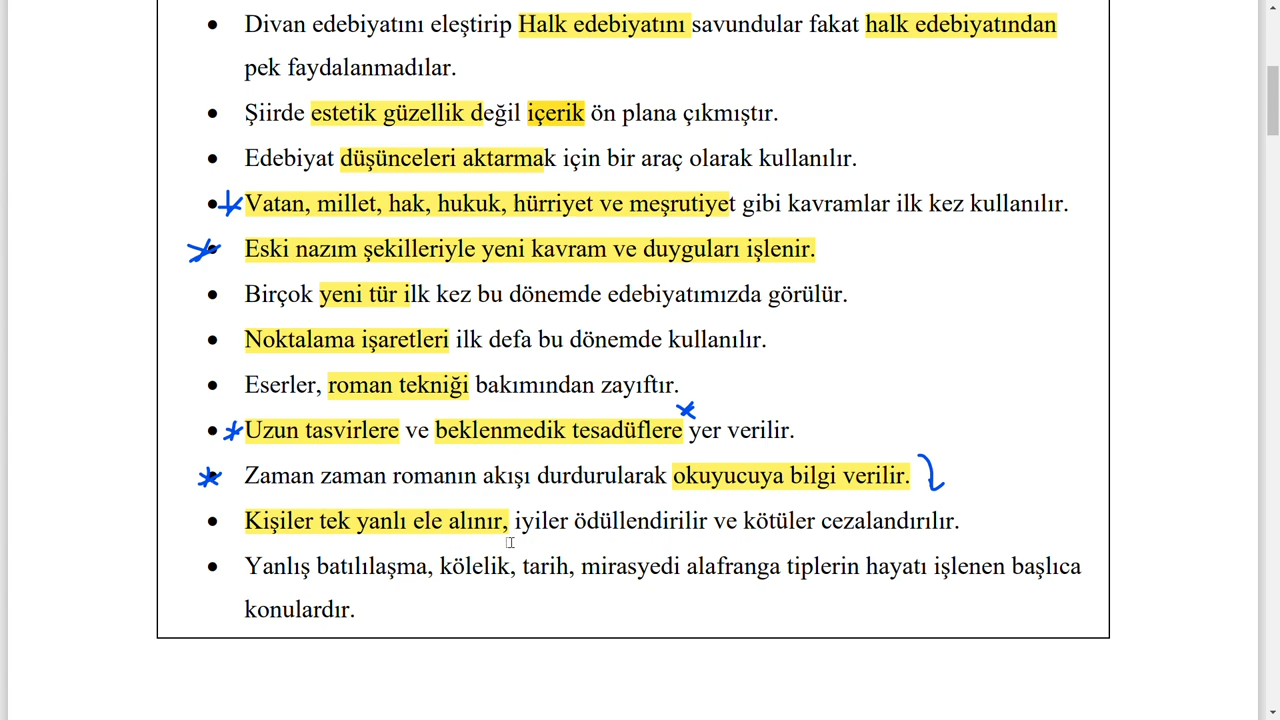 • Divan edebiyatını eleştirip Halk edebiyatını savundular fakat halk edebiyatından
pek faydalanmadılar.
• Şiirde estetik güzellik değil içerik ön plana çıkmıştır.
• Edebiyat düşünceleri aktarmak için bir araç olarak kullanılır.
• Vatan, millet, hak, hukuk, hürriyet ve meşrutiyet gibi kavramlar ilk kez kullanılır.
• Eski nazım şekilleriyle yeni kavram ve duyguları işlenir.
• Birçok yeni tür ilk kez bu dönemde edebiyatımızda görülür.
• Noktalama işaretleri ilk defa bu dönemde kullanılır.
• Eserler, roman tekniği bakımından zayıftır.
• Uzun tasvirlere ve beklenmedik tesadüflere yer verilir.
• Zaman zaman romanın akışı durdurularak okuyucuya bilgi verilir.
• Kişiler tek yanlı ele alınır, iyiler ödüllendirilir ve kötüler cezalandırılır.
• Yanlış batılılaşma, kölelik, tarih, mirasyedi alafranga tiplerin hayatı işlenen başlıca
konulardır.